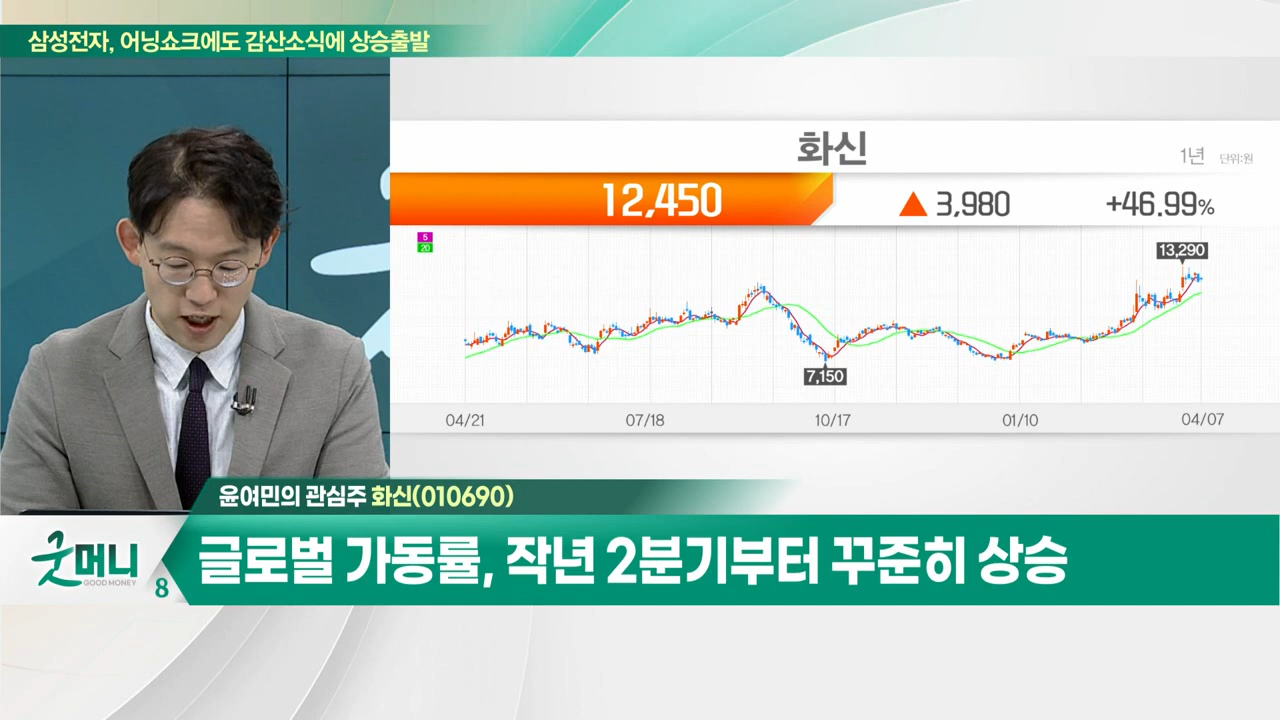 삼성전자, 어닝쇼크에도 감산소식에 상승출발
화신
1년 단위:원
12,450 ▲ 3,980 +46.99%
5
20
13,290
7,150
04/21 07/18 10/17 01/10 04/07
윤여민의 관심주 화신(010690)
굿머니
GOOD MONEY
8
글로벌 가동률, 작년 2분기부터 꾸준히 상승